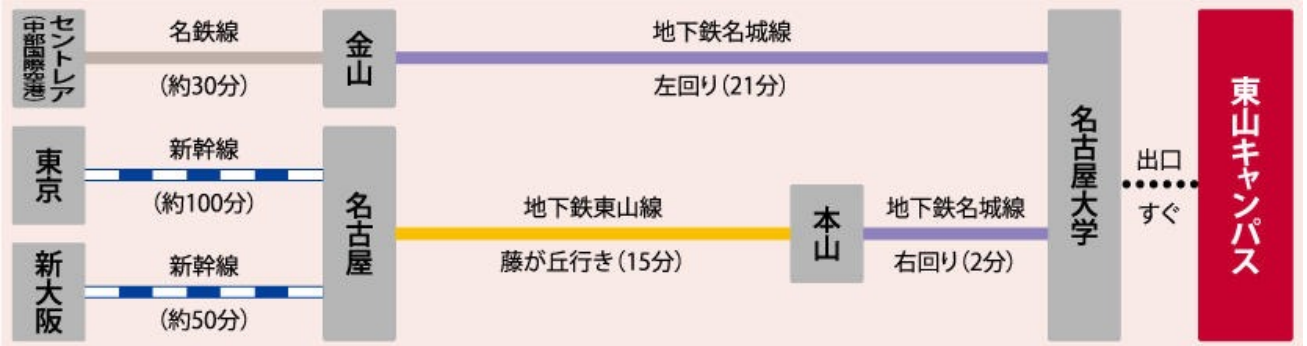 セントレア
（中部国際空港）
名鉄線
（約30分）
金山
地下鉄名城線
左回り（21分）
東京
新幹線
（約100分）
新大阪
新幹線
（約50分）
名古屋
地下鉄東山線
藤が丘行き（15分）
本山
地下鉄名城線
右回り（2分）
名古屋大学
出口
すぐ
東山キャンパス